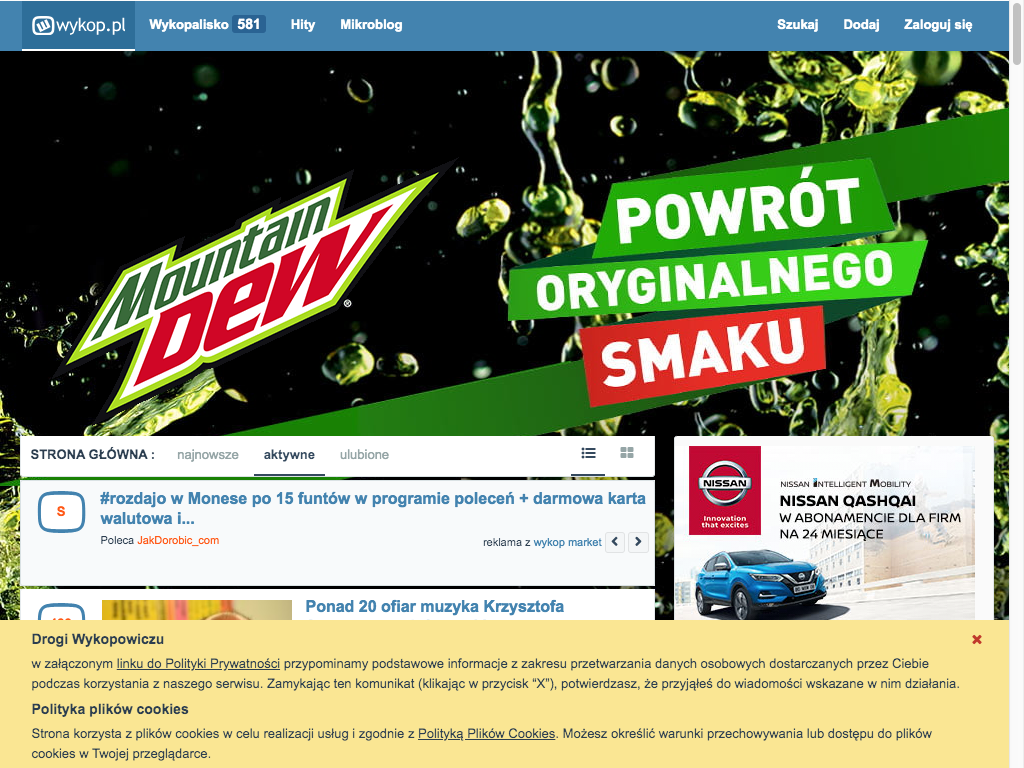 wykop.pl Wykopalisko 581 Hity Mikroblog Szukaj Dodaj Zaloguj się
Mountain
DEW®
POWRÓT
ORYGINALNEGO
SMAKU
STRONA GŁÓWNA : najnowsze aktywne ulubione
S
#rozdajo w Monese po 15 funtów w programie poleceń + darmowa karta
walutowa i...
Poleca JakDorobic_com
reklama z wykop market
Ponad 20 ofiar muzyka Krzysztofa
NISSAN
Innovation
that excites
NISSAN INTELLIGENT MOBILITY
NISSAN QASHQAI
W ABONAMENCIE DLA FIRM
NA 24 MIESIĄCE
Drogi Wykopowiczu
w załączonym linku do Polityki Prywatności przypominamy podstawowe informacje z zakresu przetwarzania danych osobowych dostarczanych przez Ciebie
podczas korzystania z naszego serwisu. Zamykając ten komunikat (klikając w przycisk “X”), potwierdzasz, że przyjąłeś do wiadomości wskazane w nim działania.
Polityka plików cookies
Strona korzysta z plików cookies w celu realizacji usług i zgodnie z Polityką Plików Cookies. Możesz określić warunki przechowywania lub dostępu do plików
cookies w Twojej przeglądarce.